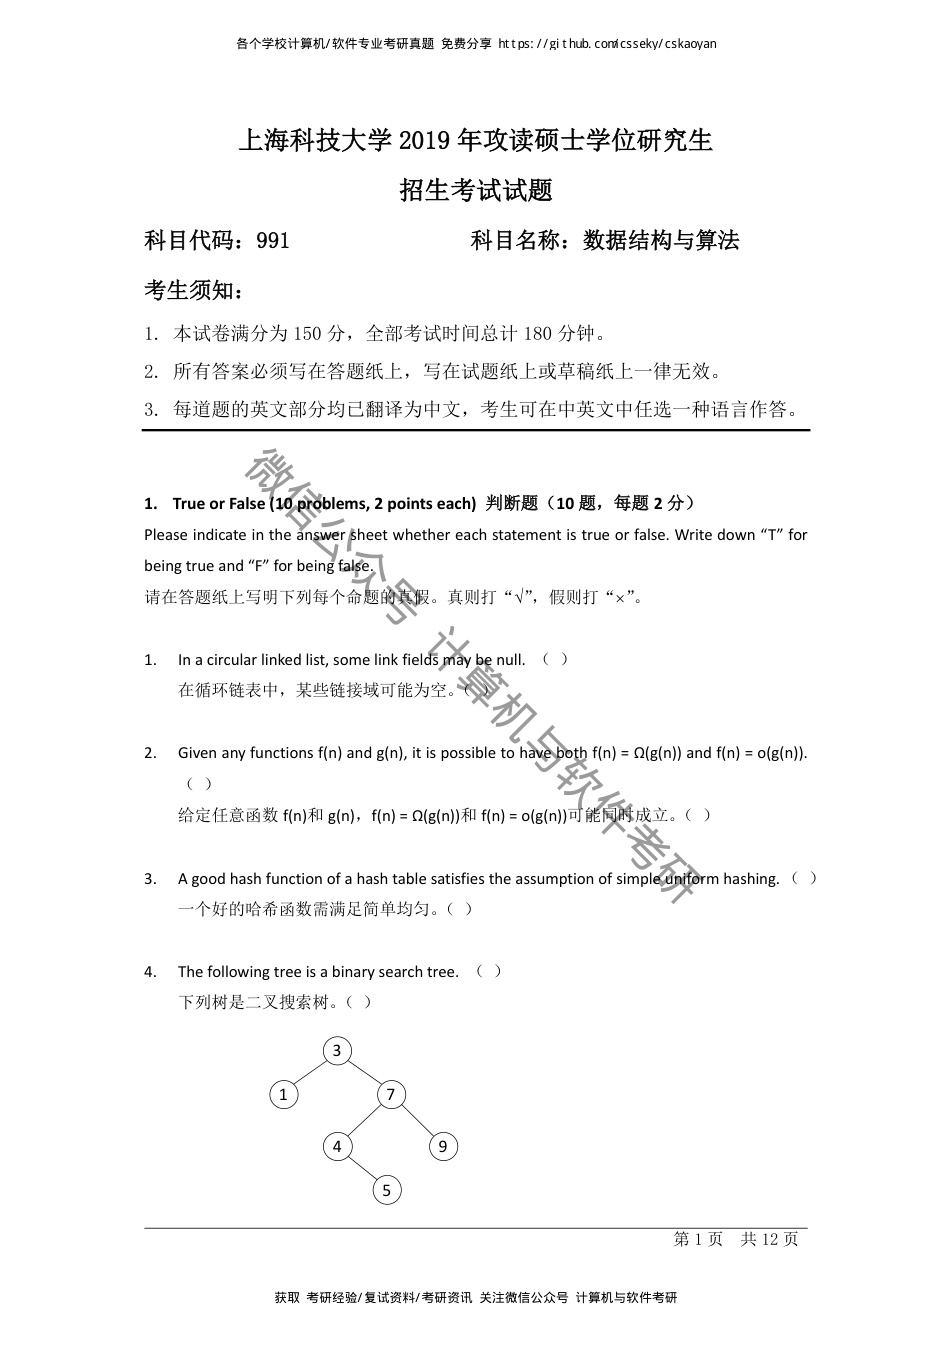 各个学校计算机/软件专业考研真题 免费分享 https://github.com/csseky/cskaoyan
上海科技大学 2019 年攻读硕士学位研究生
招生考试试题
科目代码：991 科目名称：数据结构与算法
考生须知：
1. 本试卷满分为 150 分，全部考试时间总计 180 分钟。
2. 所有答案必须写在答题纸上，写在试题纸上或草稿纸上一律无效。
3. 每道题的英文部分均已翻译为中文，考生可在中英文中任选一种语言作答。
1. True or False (10 problems, 2 points each) 判断题（10 题，每题 2 分）
Please indicate in the answer sheet whether each statement is true or false. Write down “T” for
being true and “F” for being false.
请在答题纸上写明下列每个命题的真假。真则打“√”，假则打“×”。
1. In a circular linked list, some link fields may be null. （ ）
在循环链表中，某些链接域可能为空。（ ）
2. Given any functions f(n) and g(n), it is possible to have both f(n) = Ω(g(n)) and f(n) = o(g(n)).
（ ）
给定任意函数 f(n)和 g(n)，f(n) = Ω(g(n))和 f(n) = o(g(n))可能同时成立。（ ）
3. A good hash function of a hash table satisfies the assumption of simple uniform hashing. （ ）
一个好的哈希函数需满足简单均匀。（ ）
4. The following tree is a binary search tree. （ ）
下列树是二叉搜索树。（ ）
3
1 7
4 9
5
微信公众号 计算机与软件考研
第 1 页 共 12 页
获取 考研经验/复试资料/考研资讯 关注微信公众号 计算机与软件考研